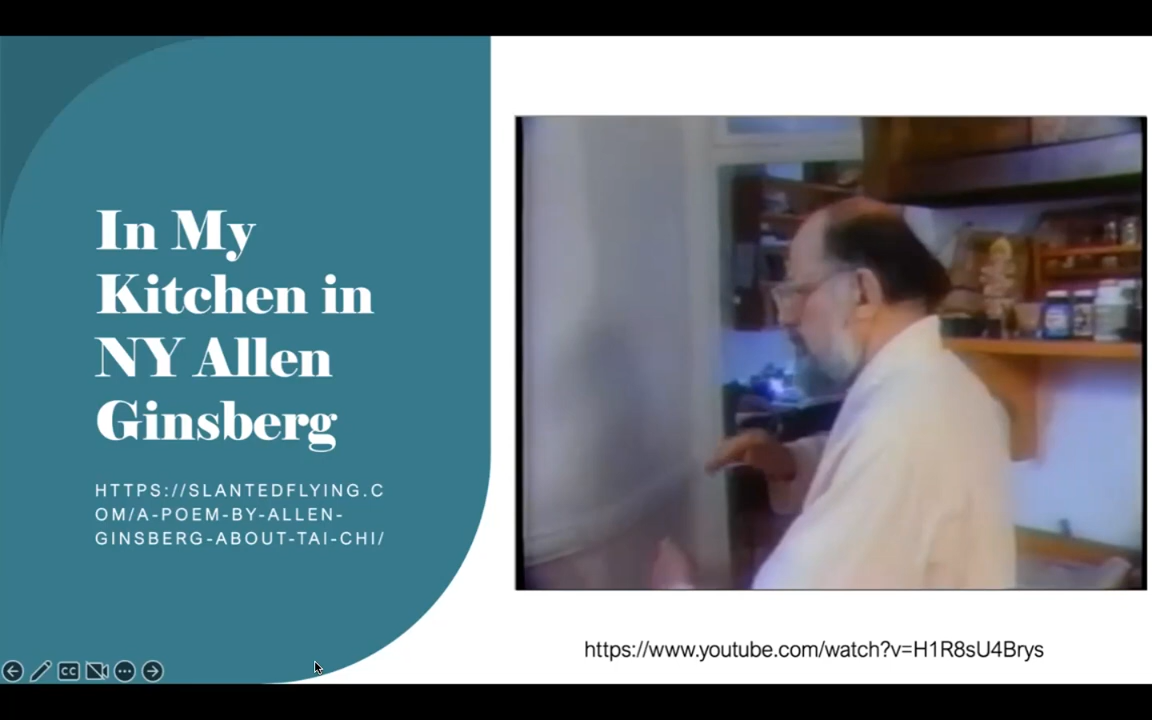 In My
Kitchen in
NY Allen
Ginsberg
HTTPS://SLANTEDFLYING.C
OM/A-POEM-BY-ALLEN-
GINSBERG-ABOUT-TAI-CHI/
https://www.youtube.com/watch?v=H1R8sU4Brys
CC